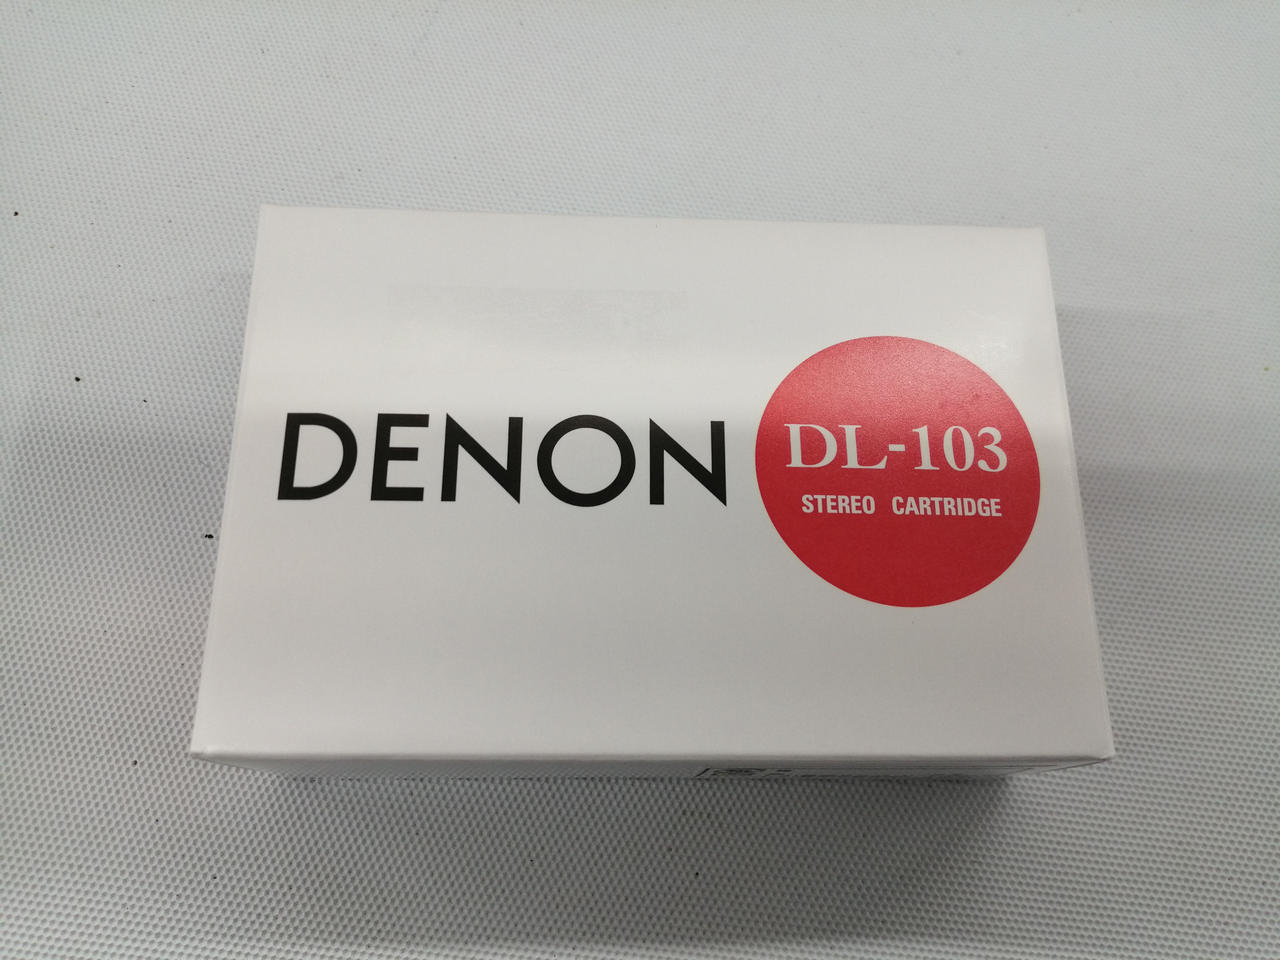 DENON
DL-103
STEREO CARTRIDGE